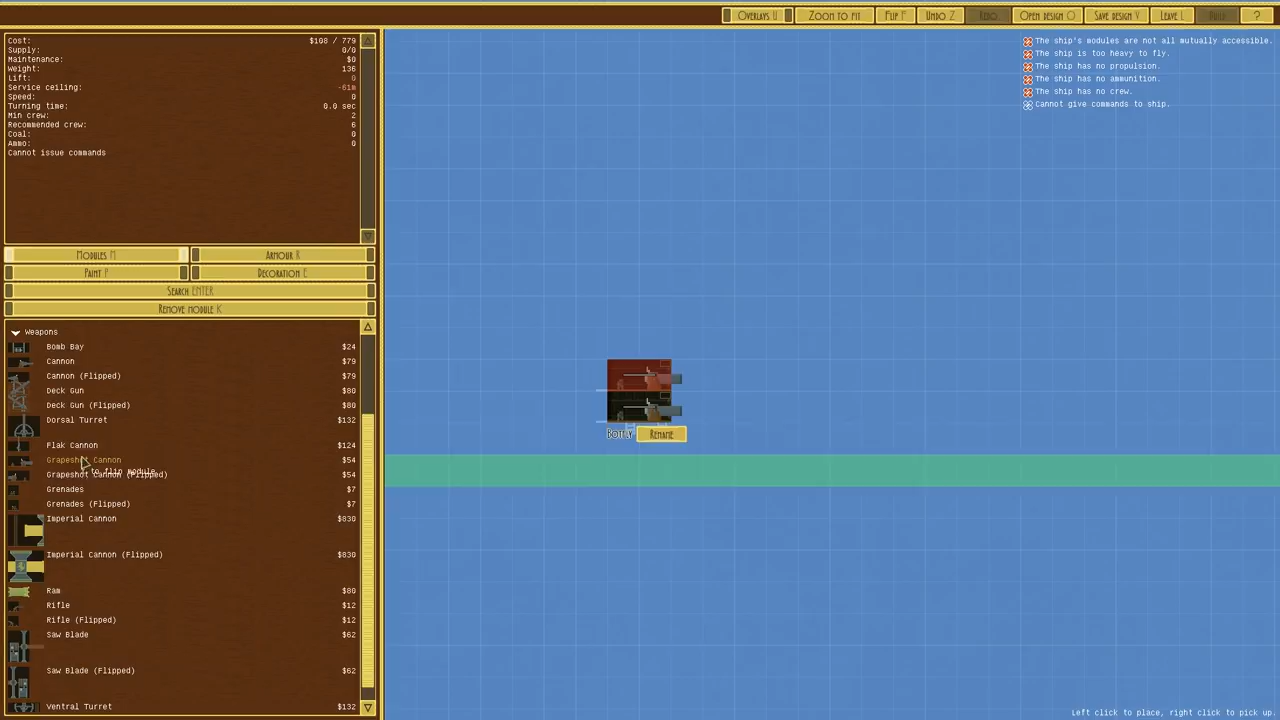 OVERLAYS U ZOOM TO FIT FLIP F UNDO Z REDO OPEN DESIGN O SAVE DESIGN V LEAVE L BUILD ?
Cost: $108 / 779
Supply: 0/0
Maintenance: $0
Weight: 136
Lift: 0
Service ceiling: -61m
Speed: 0
Turning time: 0.0 sec
Min crew: 2
Recommended crew: 6
Coal: 0
Ammo: 0
Cannot issue commands
The ship's modules are not all mutually accessible.
The ship is too heavy to fly.
The ship has no propulsion.
The ship has no ammunition.
The ship has no crew.
Cannot give commands to ship.
MODULES M ARMOUR R
PAINT P DECORATION E
SEARCH ENTER
REMOVE MODULE K
Weapons
Bomb Bay $24
Cannon $79
Cannon (Flipped) $79
Deck Gun $80
Deck Gun (Flipped) $80
Dorsal Turret $132
Flak Cannon $124
Grapeshot Cannon $54
to flip module
Grapeshot Cannon (Flipped) $54
Grenades $7
Grenades (Flipped) $7
Imperial Cannon $830
Imperial Cannon (Flipped) $830
Ram $80
Rifle $12
Rifle (Flipped) $12
Saw Blade $62
Saw Blade (Flipped) $62
Ventral Turret $132
RENAME
Left click to place, right click to pick up.